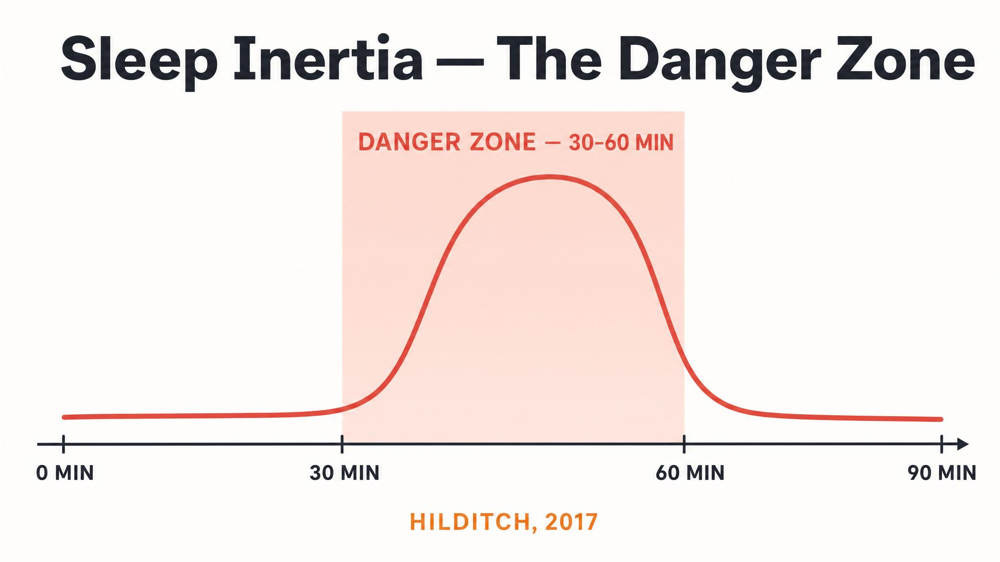 Sleep Inertia — The Danger Zone
DANGER ZONE — 30–60 MIN
0 MIN
30 MIN
60 MIN
90 MIN
HILDITCH, 2017